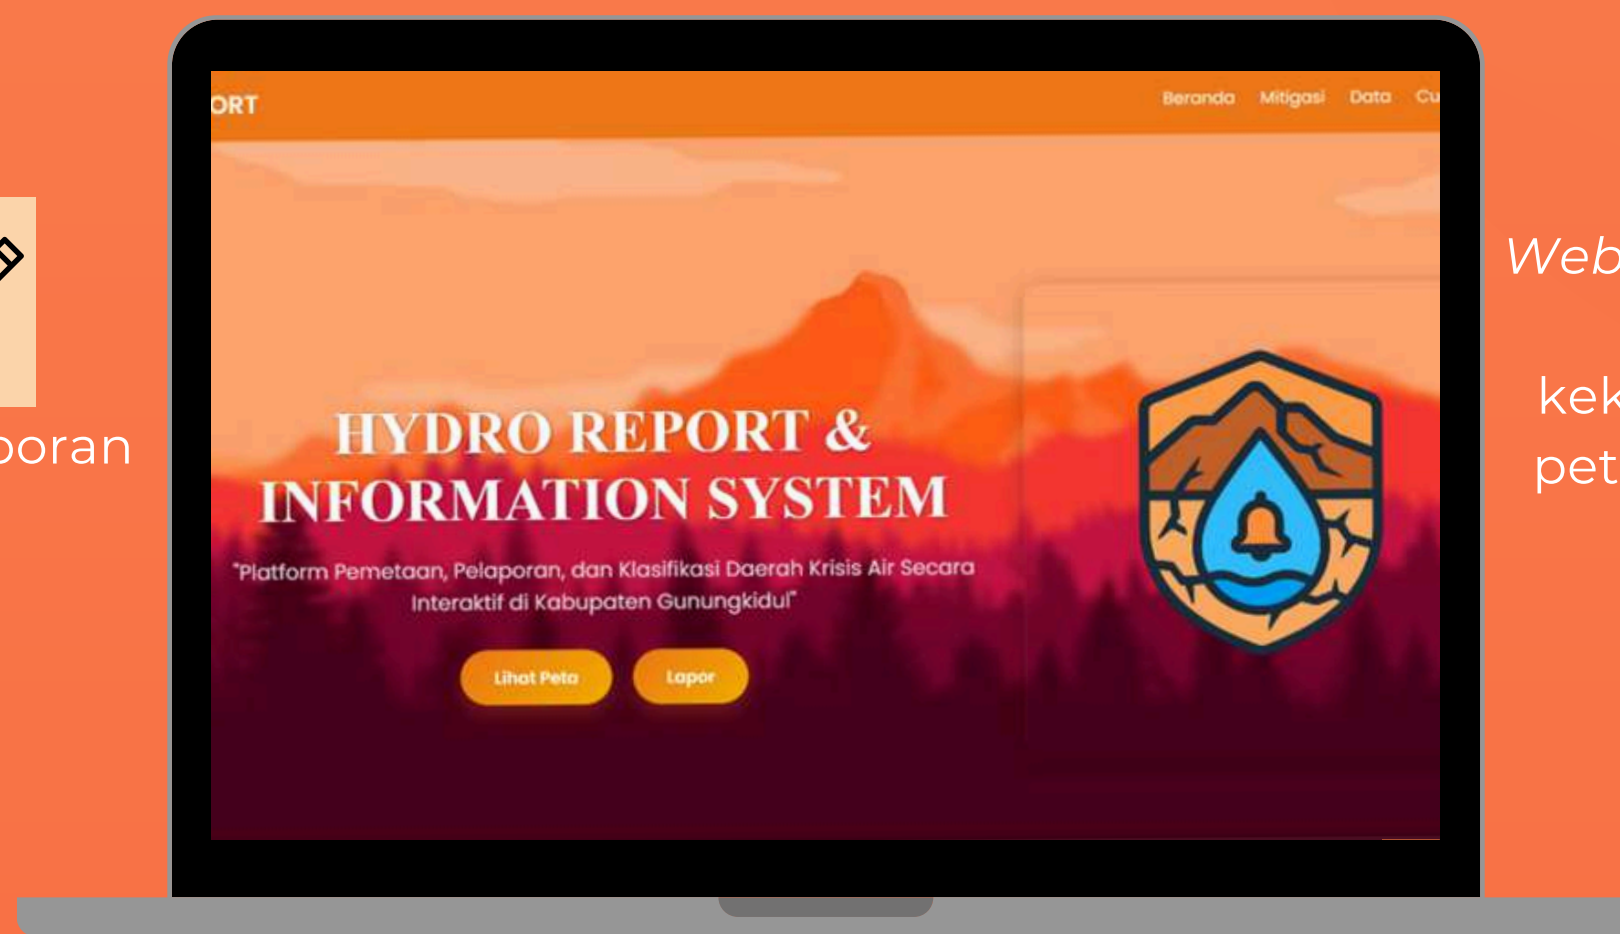 ORT
Beranda Mitigasi Data Cu
HYDRO REPORT &
INFORMATION SYSTEM
"Platform Pemetaan, Pelaporan, dan Klasifikasi Daerah Krisis Air Secara
Interaktif di Kabupaten Gunungkidul"
Lihat Peta Lapor
poran
Web
kek
pet